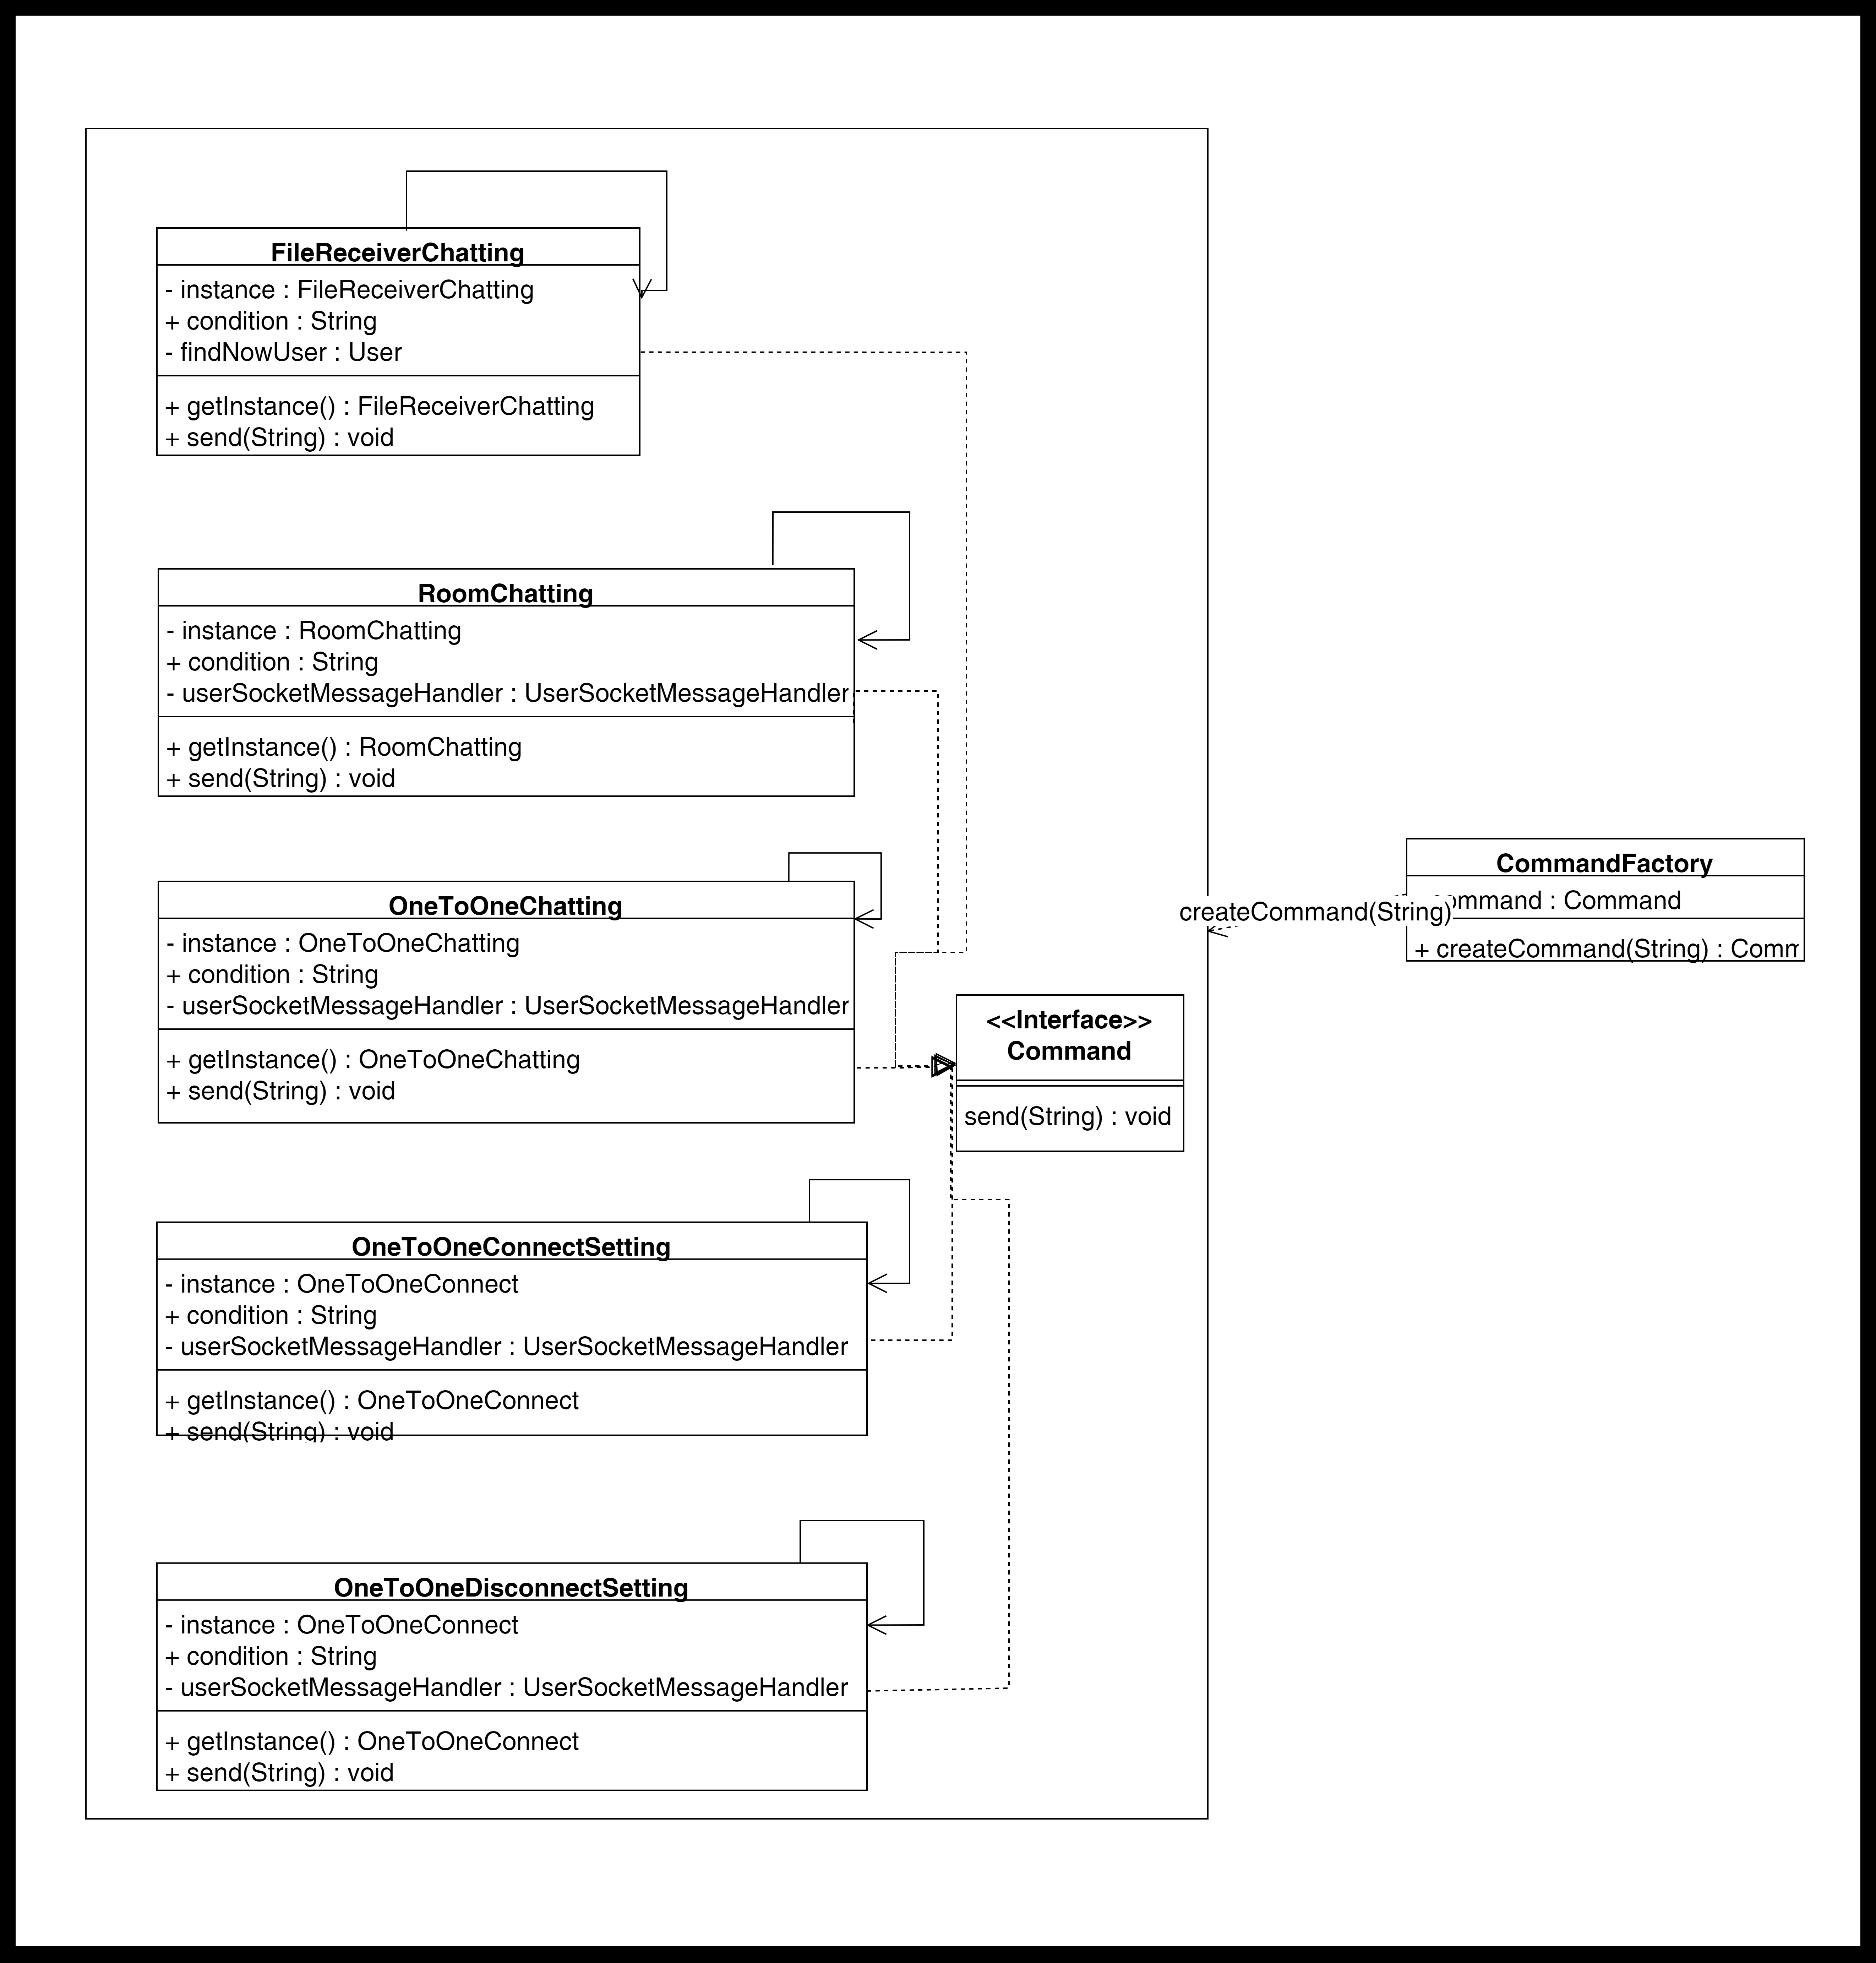 FileReceiverChatting
- instance : FileReceiverChatting
+ condition : String
- findNowUser : User
+ getInstance() : FileReceiverChatting
+ send(String) : void
RoomChatting
- instance : RoomChatting
+ condition : String
- userSocketMessageHandler : UserSocketMessageHandler
+ getInstance() : RoomChatting
+ send(String) : void
OneToOneChatting
- instance : OneToOneChatting
+ condition : String
- userSocketMessageHandler : UserSocketMessageHandler
+ getInstance() : OneToOneChatting
+ send(String) : void
<<Interface>>
Command
send(String) : void
createCommand(String)
CommandFactory
ommand : Command
+ createCommand(String) : Comm
OneToOneConnectSetting
- instance : OneToOneConnect
+ condition : String
- userSocketMessageHandler : UserSocketMessageHandler
+ getInstance() : OneToOneConnect
+ send(String) : void
OneToOneDisconnectSetting
- instance : OneToOneConnect
+ condition : String
- userSocketMessageHandler : UserSocketMessageHandler
+ getInstance() : OneToOneConnect
+ send(String) : void